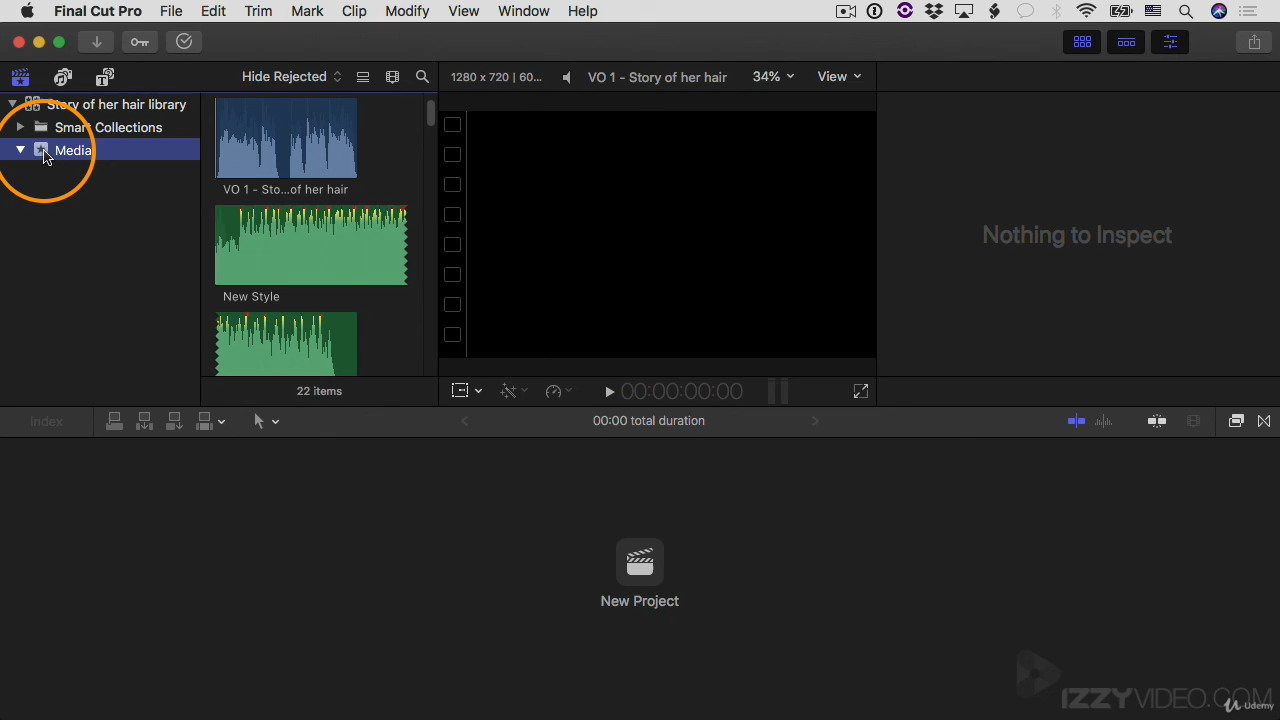 Final Cut Pro File Edit Trim Mark Clip Modify View Window Help
Hide Rejected
1280 x 720 | 60...
VO 1 - Story of her hair
34%
View
Story of her hair library
Smart Collections
Media
VO 1 - Sto...of her hair
New Style
22 items
Nothing to Inspect
00:00:00:00
Index
00:00 total duration
New Project
IZZYVIDEO.COM
Udemy